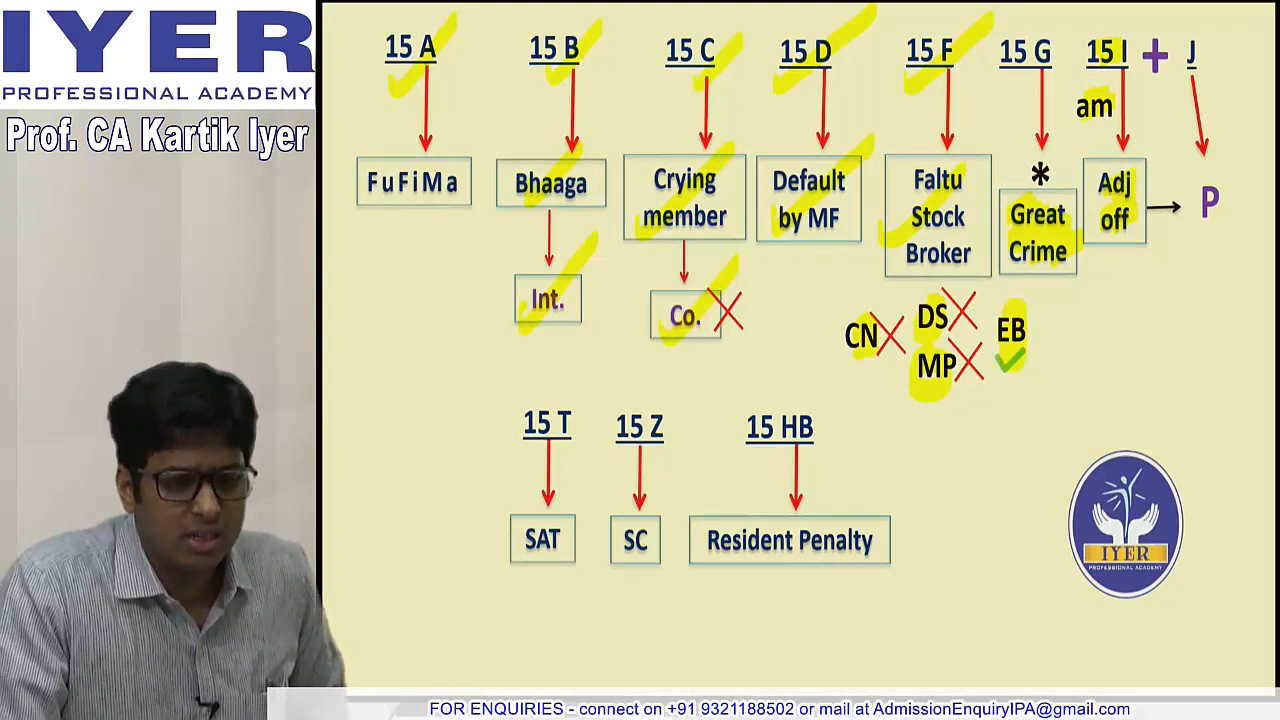 IYER
PROFESSIONAL ACADEMY
Prof. CA Kartik Iyer
15 A
15 B
15 C
15 D
15 F
15 G
15 I + J
am
FuFiMa
Bhaaga
Crying
member
Default
by MF
Faltu
Stock
Broker
*
Great
Crime
Adj
off
P
Int.
Co.
CN
DS
MP
EB
15 T
15 Z
15 HB
SAT
SC
Resident Penalty
IYER
PROFESSIONAL ACADEMY
FOR ENQUIRIES - connect on +91 9321188502 or mail at AdmissionEnquiryIPA@gmail.com